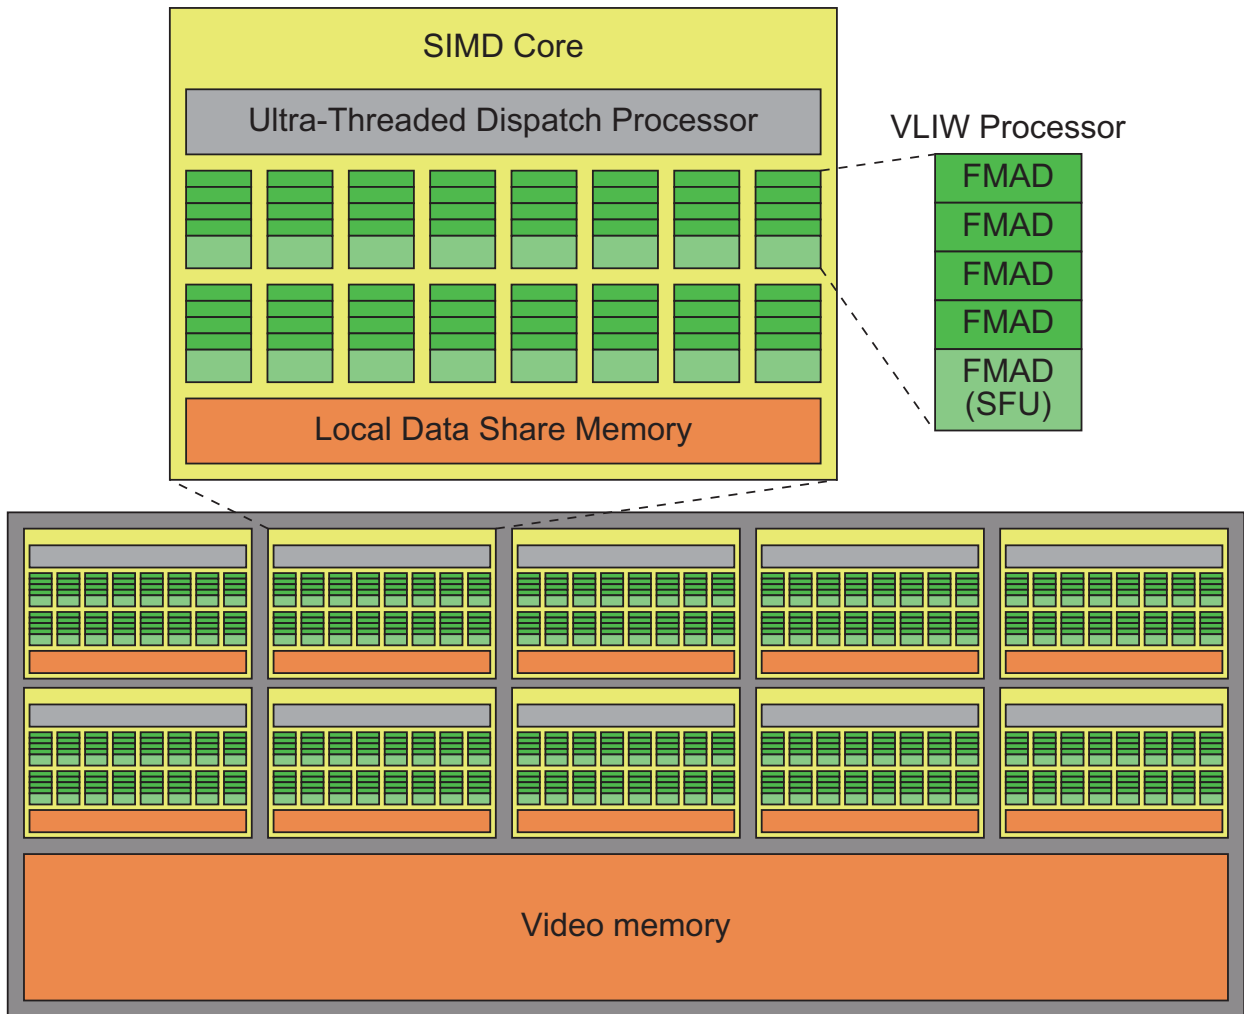 SIMD Core
Ultra-Threaded Dispatch Processor
VLIW Processor
FMAD
FMAD
FMAD
FMAD
FMAD
(SFU)
Local Data Share Memory
Video memory